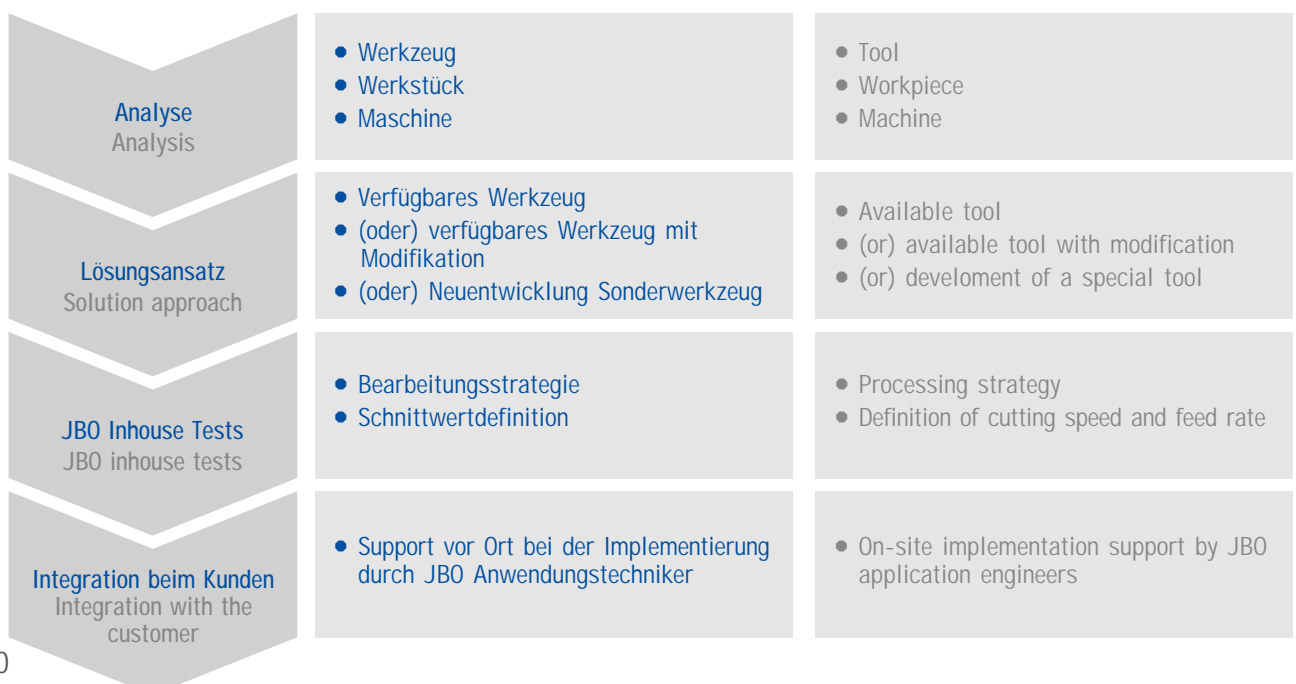 Analyse
Analysis
• Werkzeug
• Werkstück
• Maschine
• Tool
• Workpiece
• Machine
Lösungsansatz
Solution approach
• Verfügbares Werkzeug
• (oder) verfügbares Werkzeug mit
Modifikation
• (oder) Neuentwicklung Sonderwerkzeug
• Available tool
• (or) available tool with modification
• (or) develoment of a special tool
JBO Inhouse Tests
JBO inhouse tests
• Bearbeitungsstrategie
• Schnittwertdefinition
• Processing strategy
• Definition of cutting speed and feed rate
Integration beim Kunden
Integration with the
customer
• Support vor Ort bei der Implementierung
durch JBO Anwendungstechniker
• On-site implementation support by JBO
application engineers
0